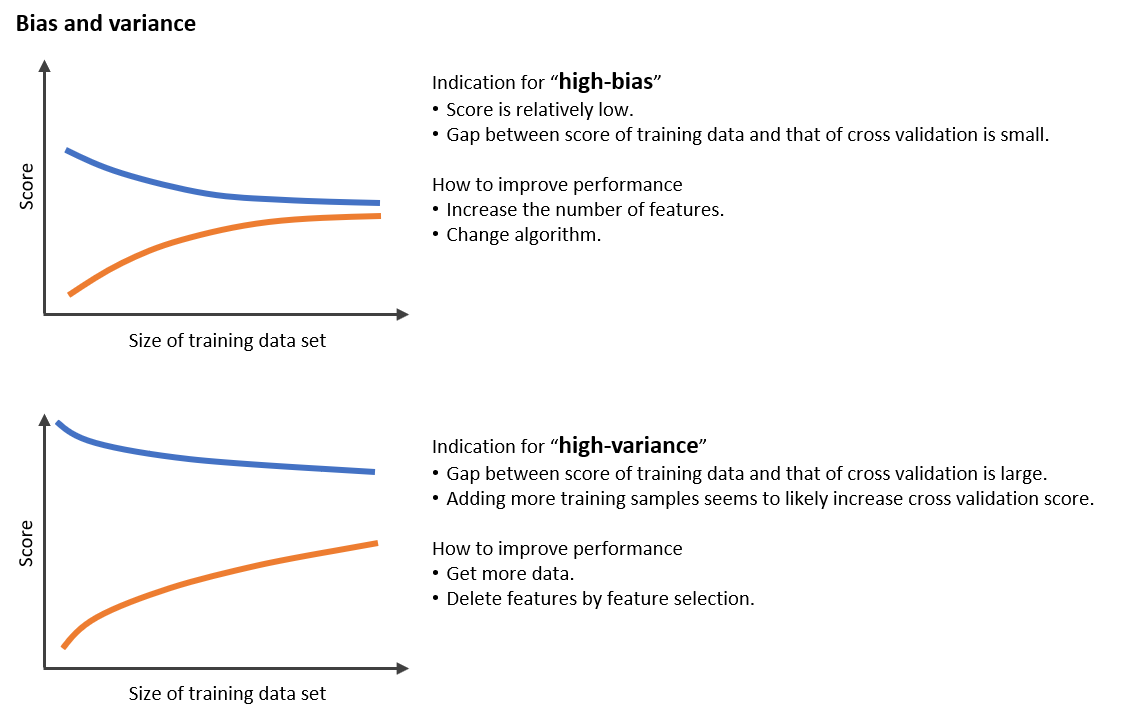 Bias and variance
Score
Size of training data set
Indication for “high-bias”
• Score is relatively low.
• Gap between score of training data and that of cross validation is small.
How to improve performance
• Increase the number of features.
• Change algorithm.
Score
Size of training data set
Indication for “high-variance”
• Gap between score of training data and that of cross validation is large.
• Adding more training samples seems to likely increase cross validation score.
How to improve performance
• Get more data.
• Delete features by feature selection.